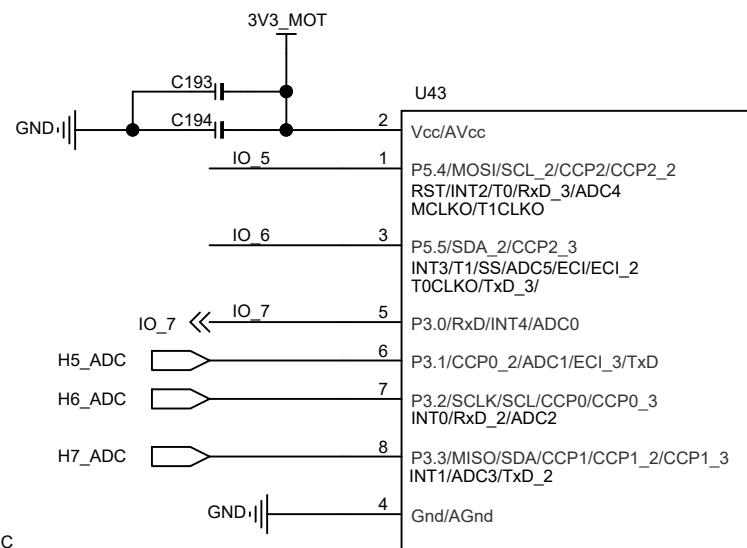 3V3_MOT
C193
U43
GND
C194
2
Vcc/AVcc
IO_5
1
P5.4/MOSI/SCL_2/CCP2/CCP2_2
RST/INT2/T0/RxD_3/ADC4
MCLKO/T1CLKO
IO_6
3
P5.5/SDA_2/CCP2_3
INT3/T1/SS/ADC5/ECI/ECI_2
T0CLKO/TxD_3/
IO_7
IO_7
5
P3.0/RxD/INT4/ADC0
H5_ADC
6
P3.1/CCP0_2/ADC1/ECI_3/TxD
H6_ADC
7
P3.2/SCLK/SCL/CCP0/CCP0_3
INT0/RxD_2/ADC2
H7_ADC
8
P3.3/MISO/SDA/CCP1/CCP1_2/CCP1_3
INT1/ADC3/TxD_2
GND
4
Gnd/AGnd
C